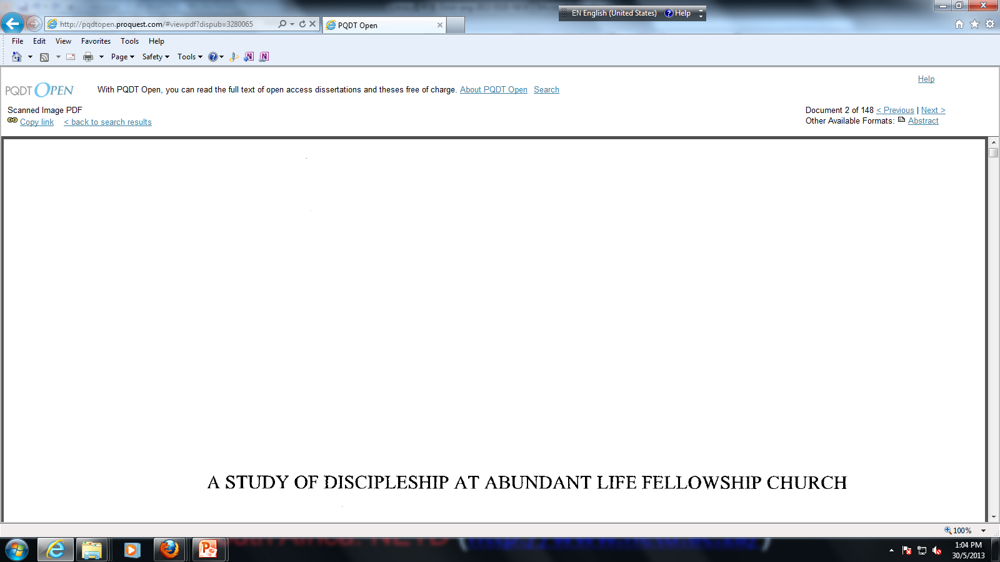 EN English (United States) Help
http://pqdtopen.proquest.com/#viewpdf?dispub=3280065
PQDT Open
File Edit View Favorites Tools Help
Page Safety Tools
Help
PQDT OPEN
With PQDT Open, you can read the full text of open access dissertations and theses free of charge. About PQDT Open Search
Scanned Image PDF
Document 2 of 148 < Previous | Next >
Copy link < back to search results
Other Available Formats: Abstract
A STUDY OF DISCIPLESHIP AT ABUNDANT LIFE FELLOWSHIP CHURCH
100%
1:04 PM
30/5/2013